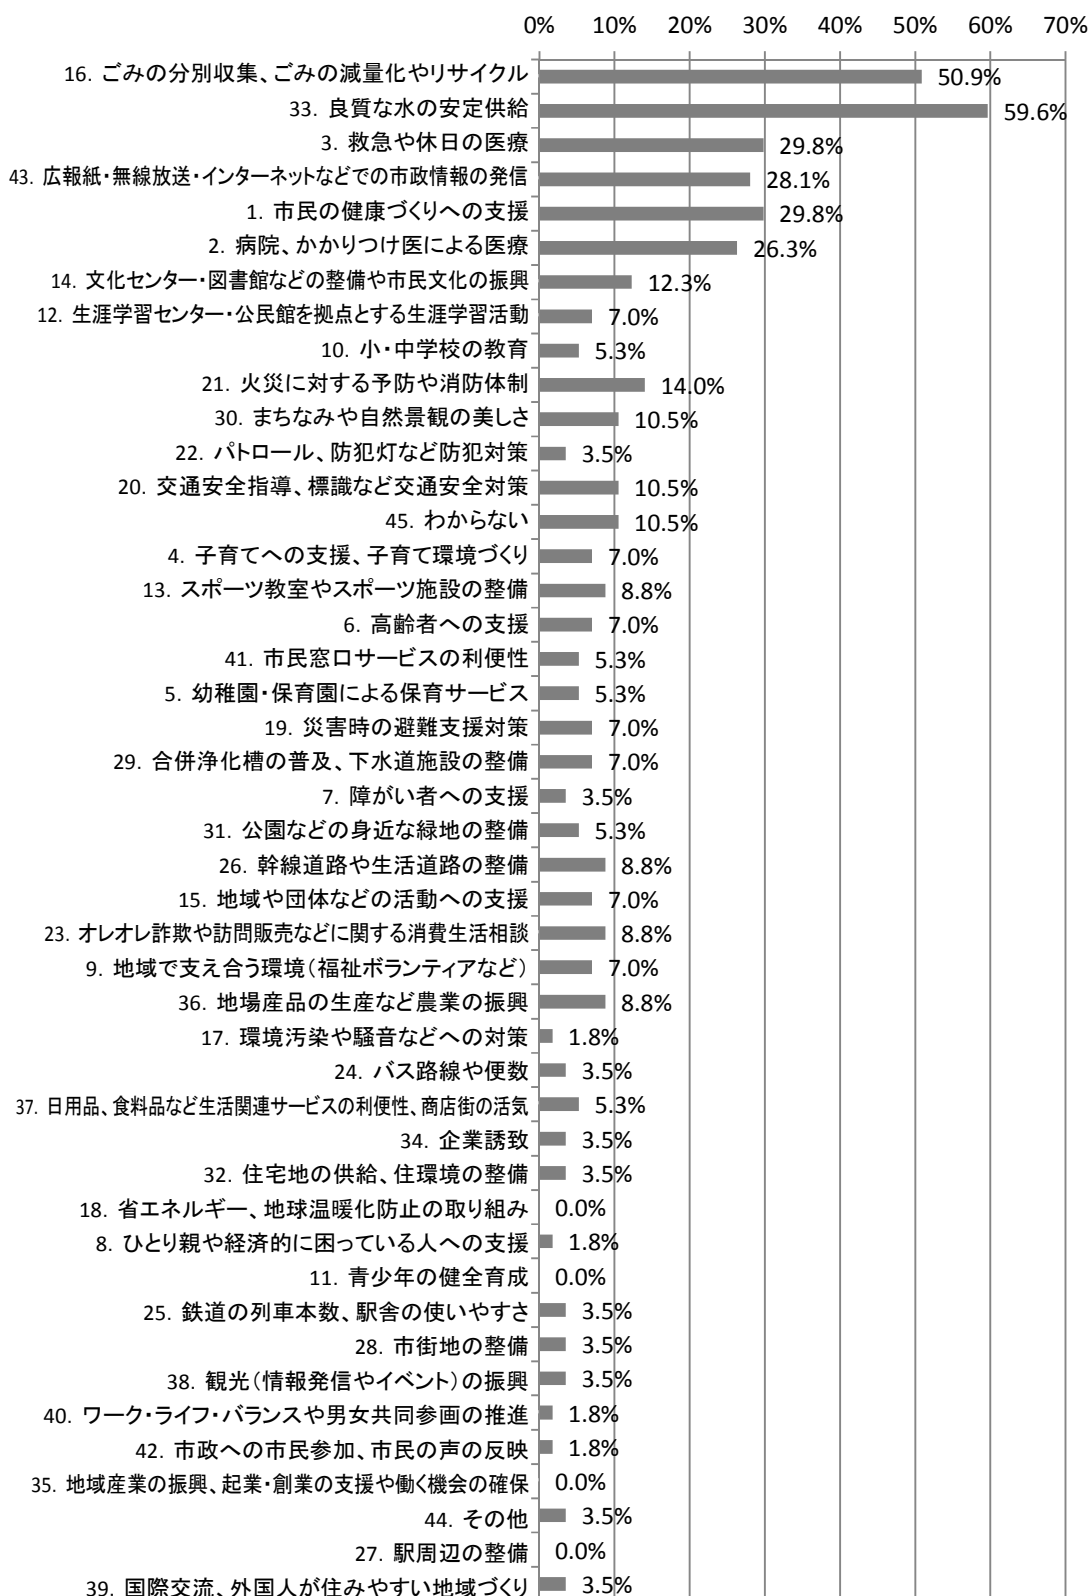 0% 10% 20% 30% 40% 50% 60% 70%
16. ごみの分別収集、ごみの減量化やリサイクル 50.9%
33. 良質な水の安定供給 59.6%
3. 救急や休日の医療 29.8%
43. 広報紙・無線放送・インターネットなどでの市政情報の発信 28.1%
1. 市民の健康づくりへの支援 29.8%
2. 病院、かかりつけ医による医療 26.3%
14. 文化センター・図書館などの整備や市民文化の振興 12.3%
12. 生涯学習センター・公民館を拠点とする生涯学習活動 7.0%
10. 小・中学校の教育 5.3%
21. 火災に対する予防や消防体制 14.0%
30. まちなみや自然景観の美しさ 10.5%
22. パトロール、防犯灯など防犯対策 3.5%
20. 交通安全指導、標識など交通安全対策 10.5%
45. わからない 10.5%
4. 子育てへの支援、子育て環境づくり 7.0%
13. スポーツ教室やスポーツ施設の整備 8.8%
6. 高齢者への支援 7.0%
41. 市民窓口サービスの利便性 5.3%
5. 幼稚園・保育園による保育サービス 5.3%
19. 災害時の避難支援対策 7.0%
29. 合併浄化槽の普及、下水道施設の整備 7.0%
7. 障がい者への支援 3.5%
31. 公園などの身近な緑地の整備 5.3%
26. 幹線道路や生活道路の整備 8.8%
15. 地域や団体などの活動への支援 7.0%
23. オレオレ詐欺や訪問販売などに関する消費生活相談 8.8%
9. 地域で支え合う環境(福祉ボランティアなど) 7.0%
36. 地場産品の生産など農業の振興 8.8%
17. 環境汚染や騒音などへの対策 1.8%
24. バス路線や便数 3.5%
37. 日用品、食料品など生活関連サービスの利便性、商店街の活気 5.3%
34. 企業誘致 3.5%
32. 住宅地の供給、住環境の整備 3.5%
18. 省エネルギー、地球温暖化防止の取り組み 0.0%
8. ひとり親や経済的に困っている人への支援 1.8%
11. 青少年の健全育成 0.0%
25. 鉄道の列車本数、駅舎の使いやすさ 3.5%
28. 市街地の整備 3.5%
38. 観光(情報発信やイベント)の振興 3.5%
40. ワーク・ライフ・バランスや男女共同参画の推進 1.8%
42. 市政への市民参加、市民の声の反映 1.8%
35. 地域産業の振興、起業・創業の支援や働く機会の確保 0.0%
44. その他 3.5%
27. 駅周辺の整備 0.0%
39. 国際交流、外国人が住みやすい地域づくり 3.5%